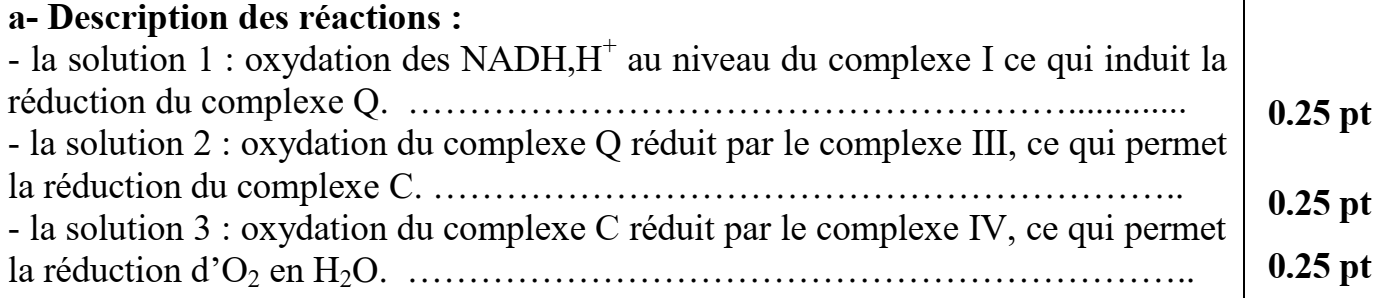 a- Description des réactions :
- la solution 1 : oxydation des NADH,H⁺ au niveau du complexe I ce qui induit la
réduction du complexe Q. ……………………………………………………............. 0.25 pt
- la solution 2 : oxydation du complexe Q réduit par le complexe III, ce qui permet
la réduction du complexe C. ……………………………………………………….. 0.25 pt
- la solution 3 : oxydation du complexe C réduit par le complexe IV, ce qui permet
la réduction d’O₂ en H₂O. ………………………………………………………….. 0.25 pt